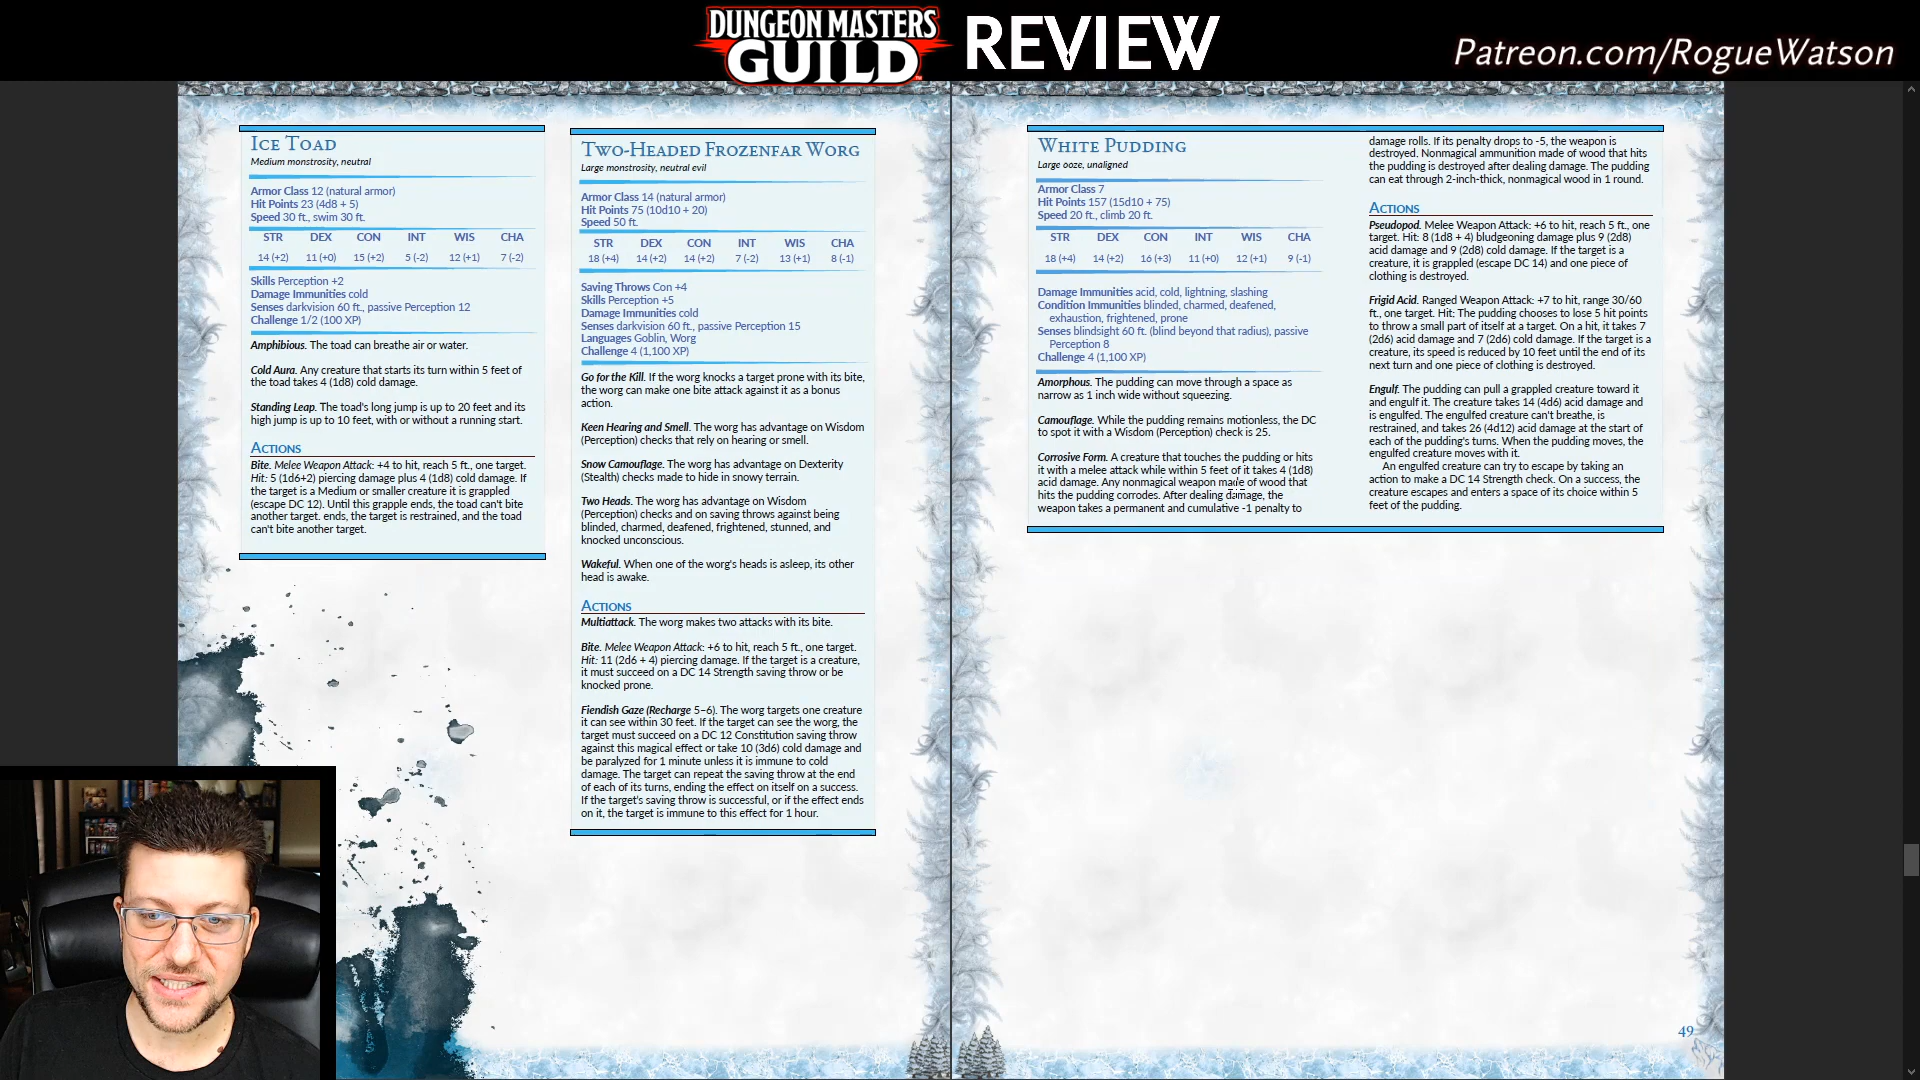 DUNGEON MASTERS
GUILD
REVIEW
Patreon.com/RogueWatson
ICE TOAD
Medium monstrosity, neutral
Armor Class 12 (natural armor)
Hit Points 23 (4d8 + 5)
Speed 30 ft., swim 30 ft.
STR DEX CON INT WIS CHA
14 (+2) 11 (+0) 15 (+2) 5 (-2) 12 (+1) 7 (-2)
Skills Perception +2
Damage Immunities cold
Senses darkvision 60 ft., passive Perception 12
Challenge 1/2 (100 XP)
Amphibious. The toad can breathe air or water.
Cold Aura. Any creature that starts its turn within 5 feet of
the toad takes 4 (1d8) cold damage.
Standing Leap. The toad's long jump is up to 20 feet and its
high jump is up to 10 feet, with or without a running start.
ACTIONS
Bite. Melee Weapon Attack: +4 to hit, reach 5 ft., one target.
Hit: 5 (1d6+2) piercing damage plus 4 (1d8) cold damage. If
the target is a Medium or smaller creature it is grappled
(escape DC 12). Until this grapple ends, the toad can't bite
another target. ends, the target is restrained, and the toad
can't bite another target.
TWO-HEADED FROZENFAR WORG
Large monstrosity, neutral evil
Armor Class 14 (natural armor)
Hit Points 75 (10d10 + 20)
Speed 50 ft.
STR DEX CON INT WIS CHA
18 (+4) 14 (+2) 14 (+2) 7 (-2) 13 (+1) 8 (-1)
Saving Throws Con +4
Skills Perception +5
Damage Immunities cold
Senses darkvision 60 ft., passive Perception 15
Languages Goblin, Worg
Challenge 4 (1,100 XP)
Go for the Kill. If the worg knocks a target prone with its bite,
the worg can make one bite attack against it as a bonus
action.
Keen Hearing and Smell. The worg has advantage on Wisdom
(Perception) checks that rely on hearing or smell.
Snow Camouflage. The worg has advantage on Dexterity
(Stealth) checks made to hide in snowy terrain.
Two Heads. The worg has advantage on Wisdom
(Perception) checks and on saving throws against being
blinded, charmed, deafened, frightened, stunned, and
knocked unconscious.
Wakeful. When one of the worg's heads is asleep, its other
head is awake.
ACTIONS
Multiattack. The worg makes two attacks with its bite.
Bite. Melee Weapon Attack: +6 to hit, reach 5 ft., one target.
Hit: 11 (2d6 + 4) piercing damage. If the target is a creature,
it must succeed on a DC 14 Strength saving throw or be
knocked prone.
Fiendish Gaze (Recharge 5–6). The worg targets one creature
it can see within 30 feet. If the target can see the worg, the
target must succeed on a DC 12 Constitution saving throw
against this magical effect or take 10 (3d6) cold damage and
be paralyzed for 1 minute unless it is immune to cold
damage. The target can repeat the saving throw at the end
of each of its turns, ending the effect on itself on a success.
If the target's saving throw is successful, or if the effect ends
on it, the target is immune to this effect for 1 hour.
WHITE PUDDING
Large ooze, unaligned
Armor Class 7
Hit Points 157 (15d10 + 75)
Speed 20 ft., climb 20 ft.
STR DEX CON INT WIS CHA
18 (+4) 14 (+2) 16 (+3) 11 (+0) 12 (+1) 9 (-1)
Damage Immunities acid, cold, lightning, slashing
Condition Immunities blinded, charmed, deafened,
exhaustion, frightened, prone
Senses blindsight 60 ft. (blind beyond that radius), passive
Perception 8
Challenge 4 (1,100 XP)
Amorphous. The pudding can move through a space as
narrow as 1 inch wide without squeezing.
Camouflage. While the pudding remains motionless, the DC
to spot it with a Wisdom (Perception) check is 25.
Corrosive Form. A creature that touches the pudding or hits
it with a melee attack while within 5 feet of it takes 4 (1d8)
acid damage. Any nonmagical weapon made of wood that
hits the pudding corrodes. After dealing damage, the
weapon takes a permanent and cumulative -1 penalty to
damage rolls. If its penalty drops to -5, the weapon is
destroyed. Nonmagical ammunition made of wood that hits
the pudding is destroyed after dealing damage. The pudding
can eat through 2-inch-thick, nonmagical wood in 1 round.
ACTIONS
Pseudopod. Melee Weapon Attack: +6 to hit, reach 5 ft., one
target. Hit: 8 (1d8 + 4) bludgeoning damage plus 9 (2d8)
acid damage and 9 (2d8) cold damage. If the target is a
creature, it is grappled (escape DC 14) and one piece of
clothing is destroyed.
Frigid Acid. Ranged Weapon Attack: +7 to hit, range 30/60
ft., one target. Hit: The pudding chooses to lose 5 hit points
to throw a small part of itself at a target. On a hit, it takes 7
(2d6) acid damage and 7 (2d6) cold damage. If the target is a
creature, its speed is reduced by 10 feet until the end of its
next turn and one piece of clothing is destroyed.
Engulf. The pudding can pull a grappled creature toward it
and engulf it. The creature takes 14 (4d6) acid damage and
is engulfed. The engulfed creature can't breathe, is
restrained, and takes 26 (4d12) acid damage at the start of
each of the pudding's turns. When the pudding moves, the
engulfed creature moves with it.
An engulfed creature can try to escape by taking an
action to make a DC 14 Strength check. On a success, the
creature escapes and enters a space of its choice within 5
feet of the pudding.
49